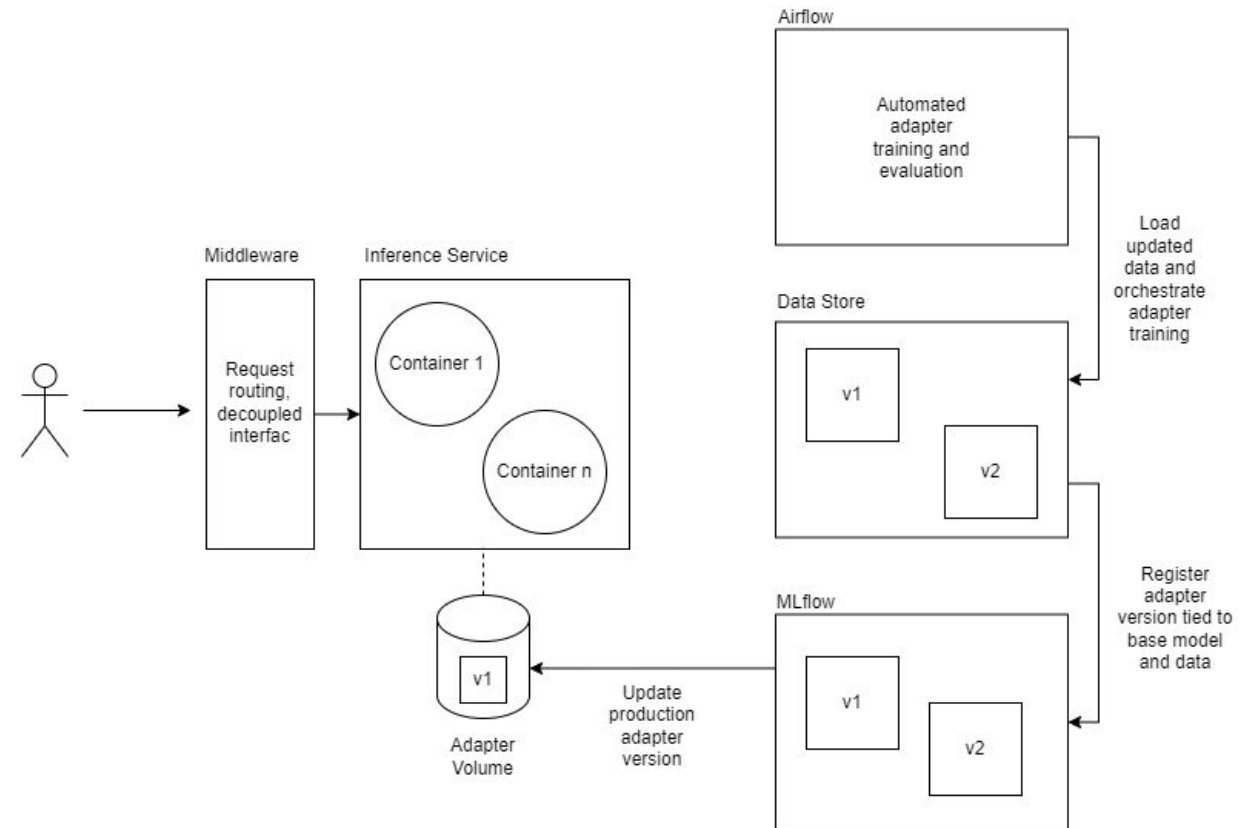 Airflow
Automated
adapter
training and
evaluation
Load
updated
data and
orchestrate
adapter
training
Middleware
Inference Service
Request
routing,
decoupled
interfac
Container 1
Container n
Data Store
v1
v2
Register
adapter
version tied to
base model
and data
MLflow
v1
v2
Update
production
adapter
version
v1
Adapter
Volume